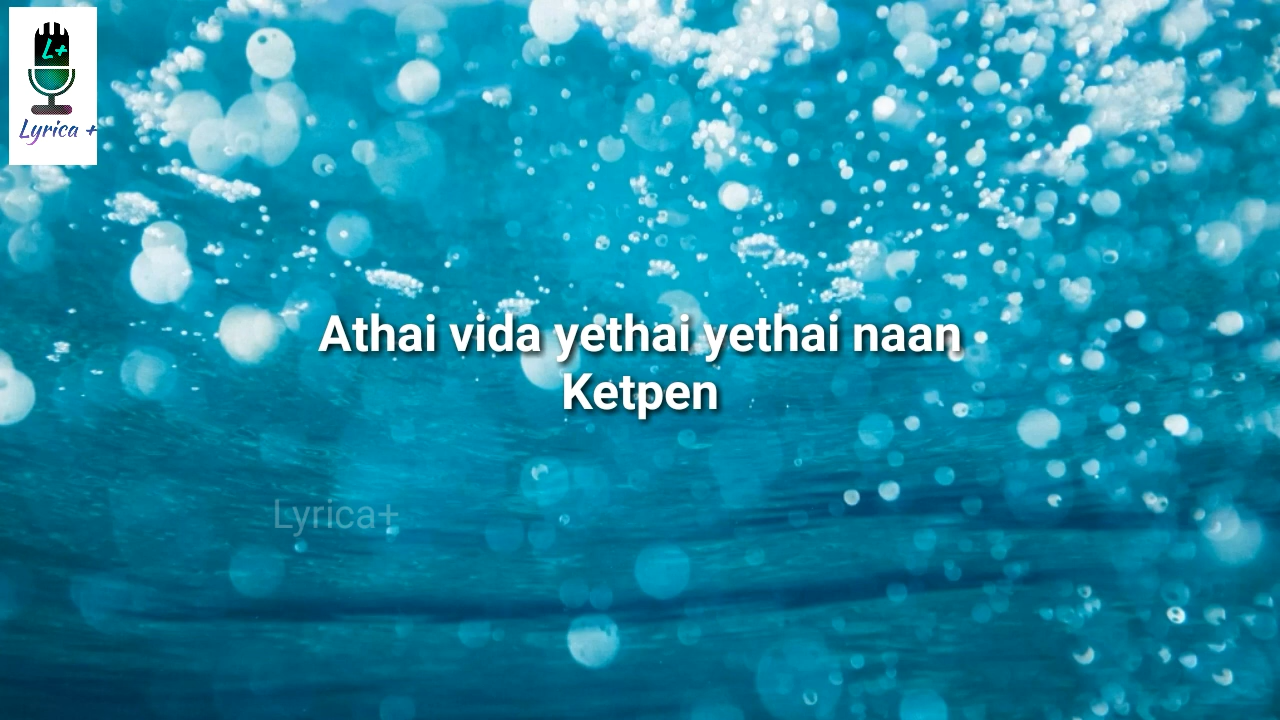 L+
Lyrica +
Athai vida yethai yethai naan
Ketpen
Lyrica+